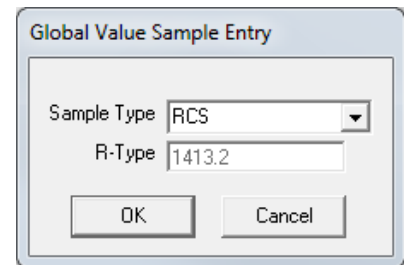 Global Value Sample Entry
Sample Type RCS
R-Type 1413.2
OK Cancel